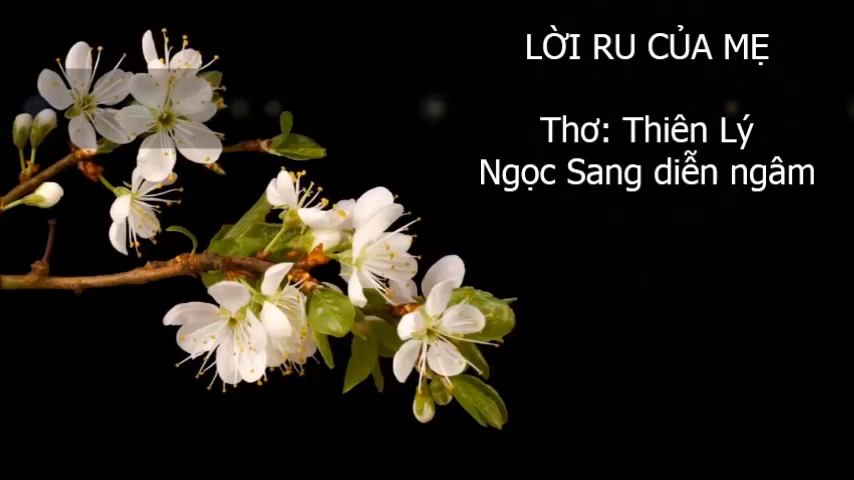 LỜI RU CỦA MẸ
Thơ: Thiên Lý
Ngọc Sang diễn ngâm